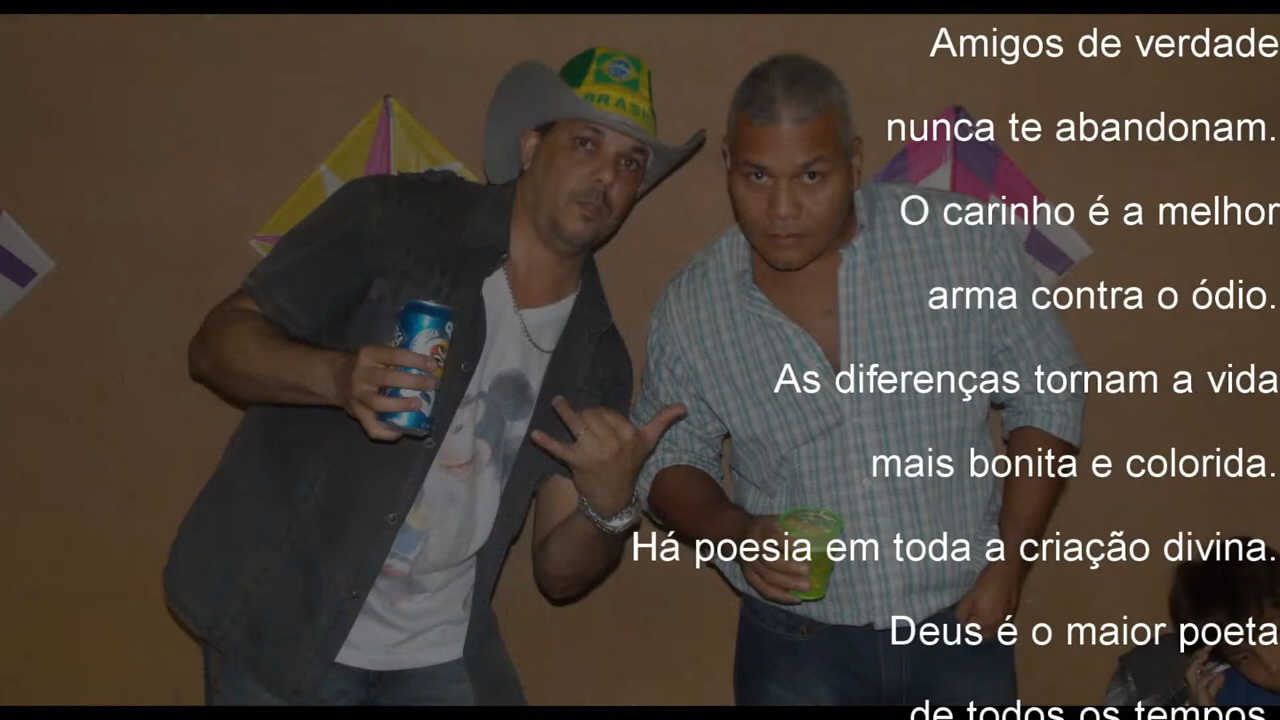 BRASIL
Amigos de verdade
nunca te abandonam.
O carinho é a melhor
arma contra o ódio.
As diferenças tornam a vida
mais bonita e colorida.
Há poesia em toda a criação divina.
Deus é o maior poeta
de todos os tempos.